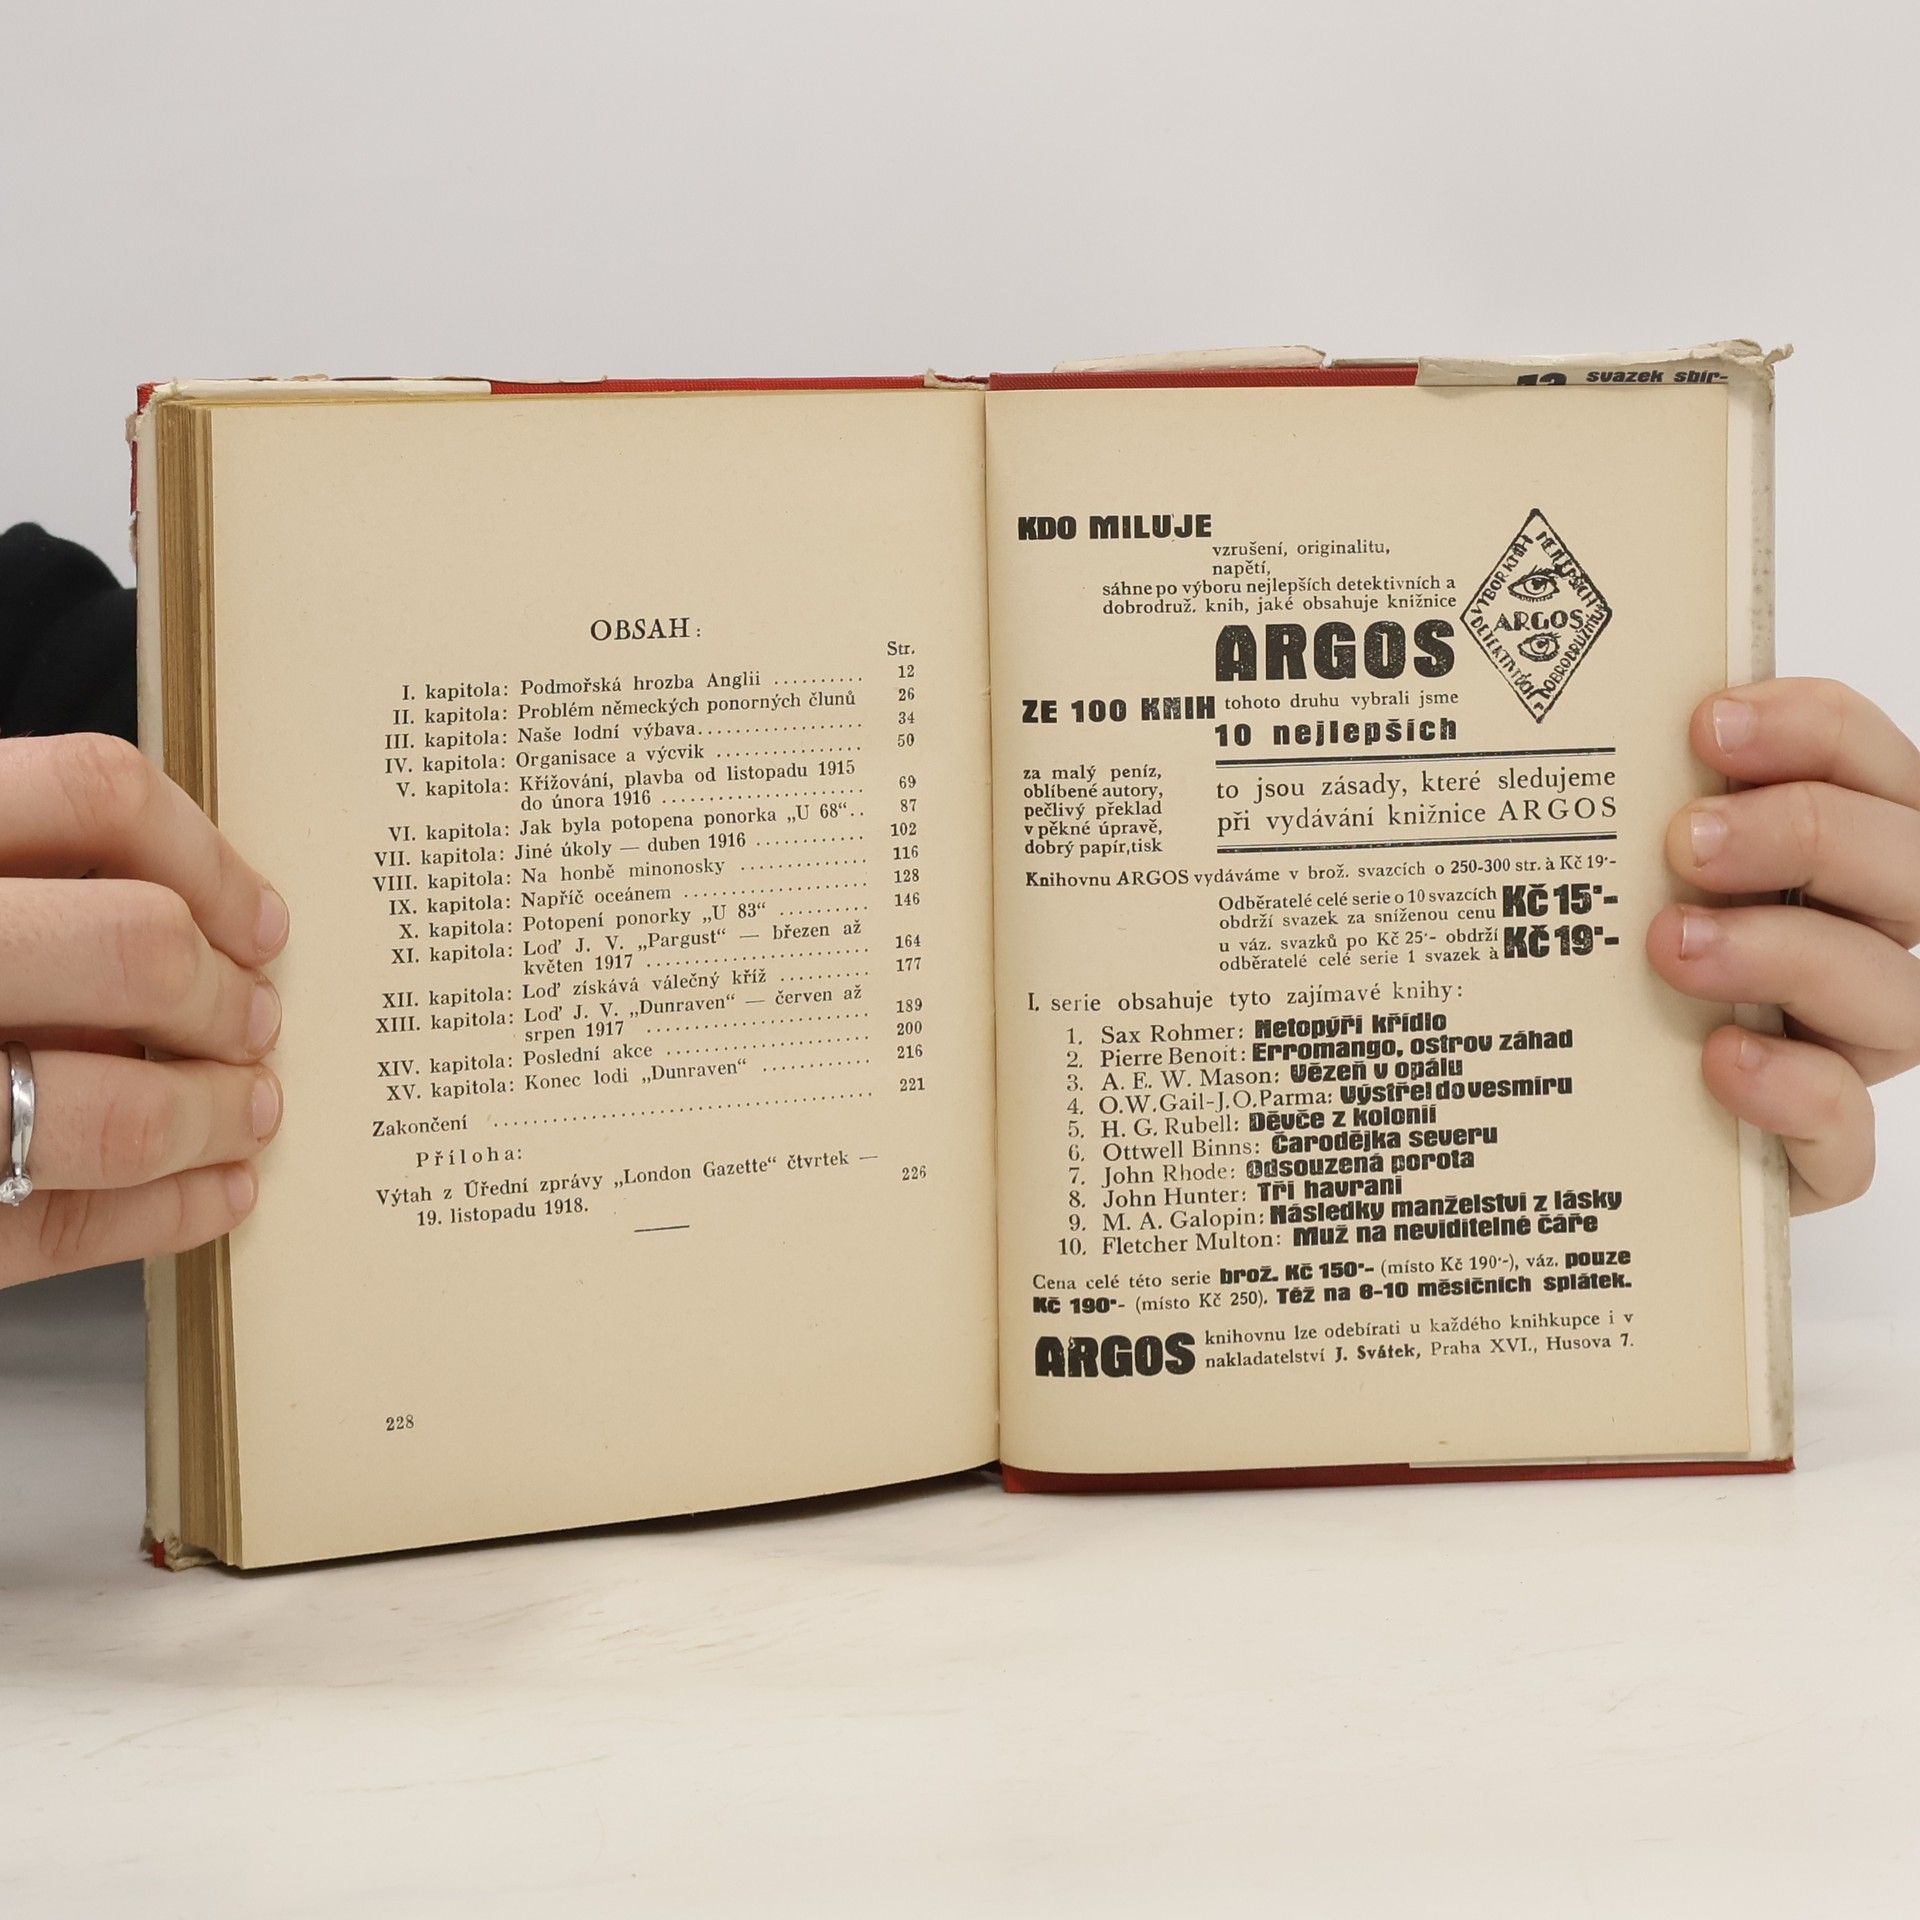 OBSAH:
Str.
I. kapitola: Podmořská hrozba Anglii .......... 12
II. kapitola: Problém německých ponorných člunů 26
III. kapitola: Naše lodní výbava................. 34
IV. kapitola: Organisace a výcvik ............... 50
V. kapitola: Křížování, plavba od listopadu 1915
do února 1916 ..................... 69
VI. kapitola: Jak byla potopena ponorka „U 68“.. 87
VII. kapitola: Jiné úkoly — duben 1916 ........... 102
VIII. kapitola: Na honbě minonosky ............. 116
IX. kapitola: Napříč oceánem ................... 128
X. kapitola: Potopení ponorky „U 83“ .......... 146
XI. kapitola: Loď J. V. „Pargust“ — březen až
květen 1917 ....................... 164
XII. kapitola: Loď získává válečný kříž .......... 177
XIII. kapitola: Loď J. V. „Dunraven“ — červen až
srpen 1917 ....................... 189
XIV. kapitola: Poslední akce ..................... 200
XV. kapitola: Konec lodi „Dunraven“ ........... 216
Zakončení ....................................... 221
Příloha:
Výtah z Úřední zprávy „London Gazette“ čtvrtek —
19. listopadu 1918. 226
228
svazek sbír-
KDO MILUJE
vzrušení, originalitu,
napětí,
sáhne po výboru nejlepších detektivních a
dobrodruž. knih, jaké obsahuje knižnice
ARGOS
VÝBOR KNIH NEJLEPŠÍCH
ARGOS
DETEKTIVNÍCH DOBRODRUŽNÝCH
ZE 100 KNIH tohoto druhu vybrali jsme
10 nejlepších
za malý peníz,
oblíbené autory,
pečlivý překlad
v pěkné úpravě,
dobrý papír, tisk
to jsou zásady, které sledujeme
při vydávání knižnice ARGOS
Knihovnu ARGOS vydáváme v brož. svazcích o 250-300 str. à Kč 19·-
Odběratelé celé serie o 10 svazcích
obdrží svazek za sníženou cenu Kč 15·-
u váz. svazků po Kč 25·- obdrží
odběratelé celé serie 1 svazek à Kč 19·-
I. serie obsahuje tyto zajímavé knihy:
1. Sax Rohmer: Netopýří křídlo
2. Pierre Benoit: Erromango, ostrov záhad
3. A. E. W. Mason: Vězeň v opálu
4. O.W.Gail-J.O.Parma: Výstřel do vesmíru
5. H. G. Rubell: Děvče z kolonií
6. Ottwell Binns: Čarodějka severu
7. John Rhode: Odsouzená porota
8. John Hunter: Tři havrani
9. M. A. Galopin: Následky manželství z lásky
10. Fletcher Multon: Muž na neviditelné čáře
Cena celé této serie brož. Kč 150·- (místo Kč 190·-), váz. pouze
Kč 190·- (místo Kč 250). Též na 8-10 měsíčních splátek.
ARGOS knihovnu lze odebírati u každého knihkupce i v
nakladatelství J. Svátek, Praha XVI., Husova 7.